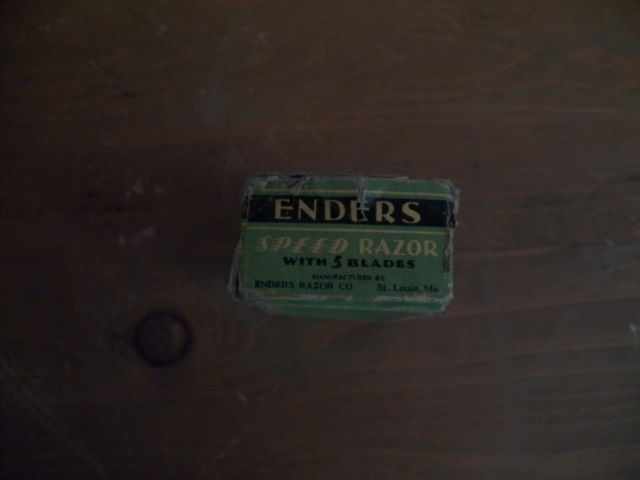 ENDERS
SPEED RAZOR
WITH 5 BLADES
MANUFACTURED BY
ENDERS RAZOR CO. St. Louis, Mo